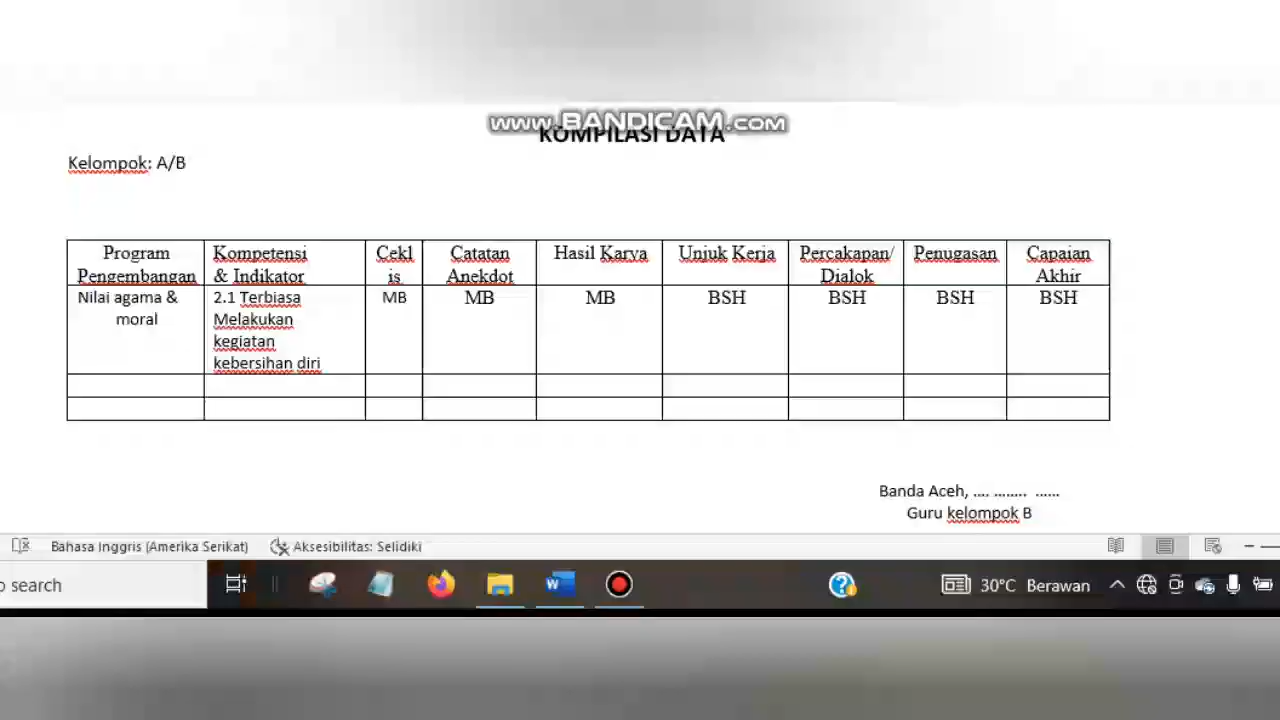 www.BANDICAM.com
KOMPILASI DATA
Kelompok: A/B
Program Pengembangan
Kompetensi & Indikator
Cekl is
Catatan Anekdot
Hasil Karya
Unjuk Kerja
Percakapan/ Dialok
Penugasan
Capaian Akhir
Nilai agama & moral
2.1 Terbiasa Melakukan kegiatan kebersihan diri
MB
MB
MB
BSH
BSH
BSH
BSH
Banda Aceh, .... ........ ......
Guru kelompok B
Bahasa Inggris (Amerika Serikat)
Aksesibilitas: Selidiki
o search
30°C Berawan